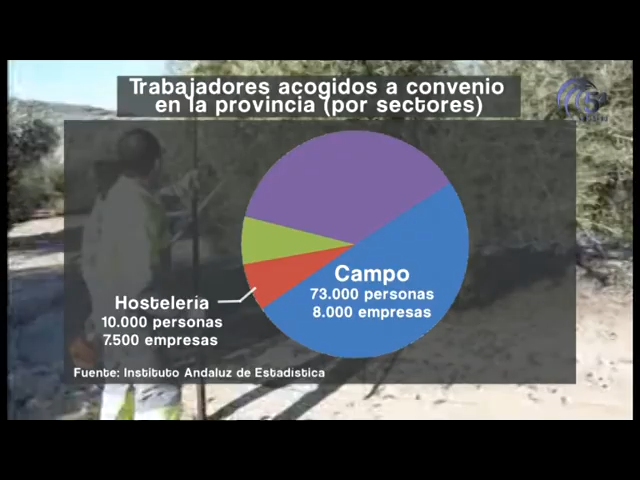 Trabajadores acogidos a convenio
en la provincia (por sectores)
Campo
73.000 personas
8.000 empresas
Hostelería
10.000 personas
7.500 empresas
Fuente: Instituto Andaluz de Estadística